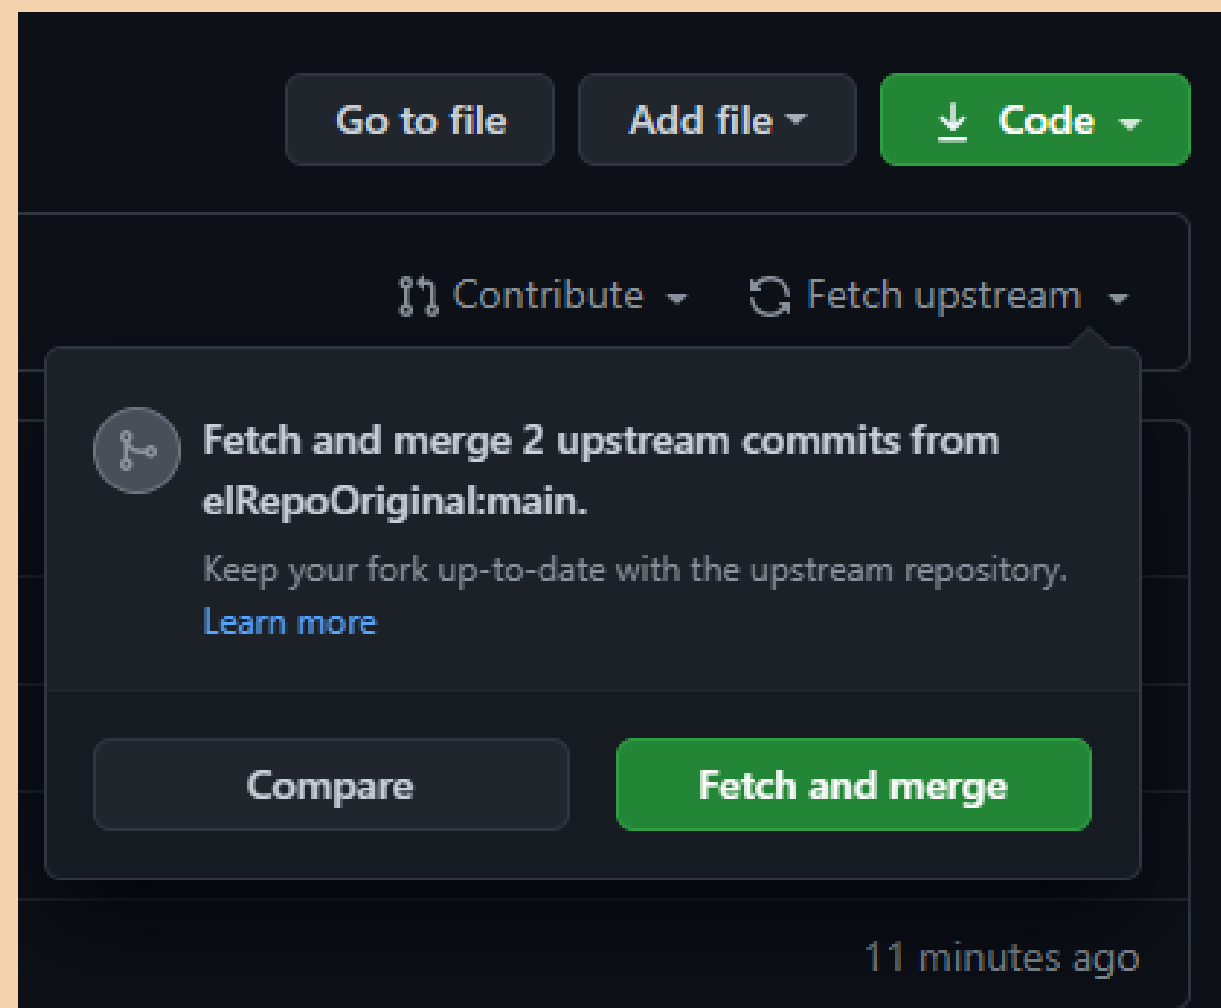 Go to file Add file Code
Contribute Fetch upstream
Fetch and merge 2 upstream commits from
elRepoOriginal:main.
Keep your fork up-to-date with the upstream repository.
Learn more
Compare Fetch and merge
11 minutes ago